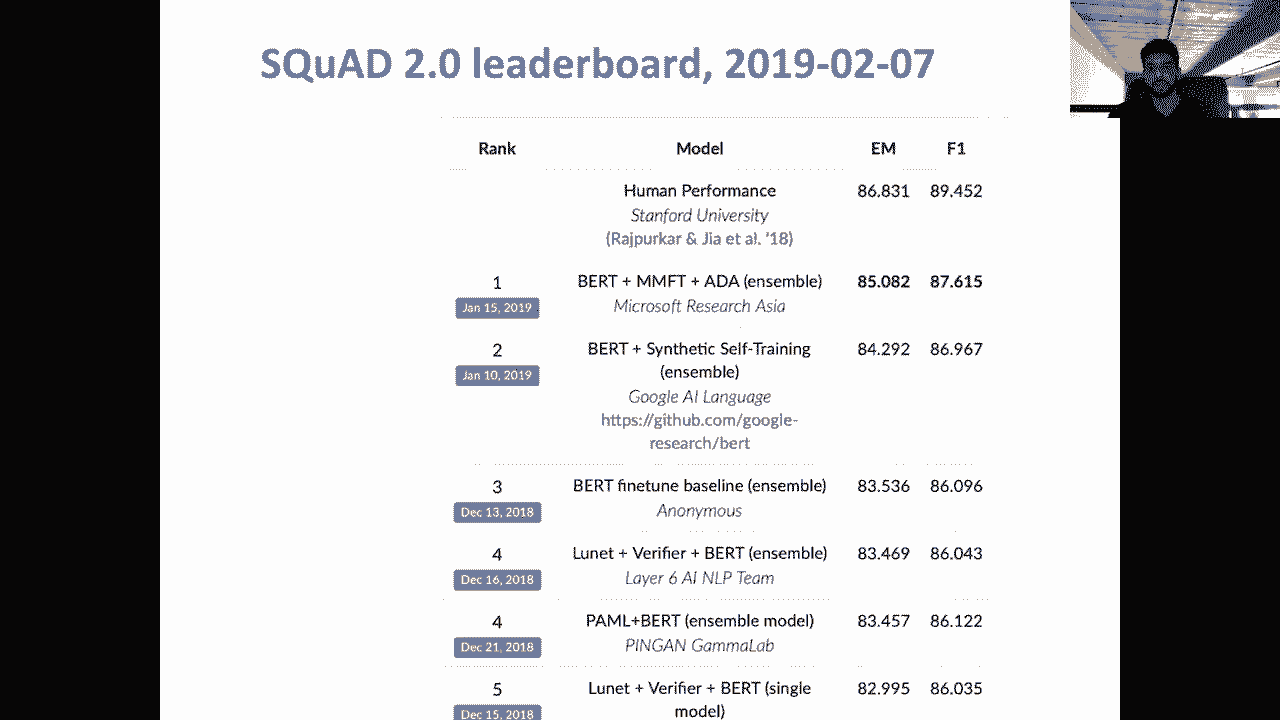 SQuAD 2.0 leaderboard, 2019-02-07
Rank Model EM F1
Human Performance 86.831 89.452
Stanford University
(Rajpurkar & Jia et al. '18)
1 BERT + MMFT + ADA (ensemble) 85.082 87.615
Jan 15, 2019 Microsoft Research Asia
2 BERT + Synthetic Self-Training 84.292 86.967
Jan 10, 2019 (ensemble)
Google AI Language
https://github.com/google-
research/bert
3 BERT finetune baseline (ensemble) 83.536 86.096
Dec 13, 2018 Anonymous
4 Lunet + Verifier + BERT (ensemble) 83.469 86.043
Dec 16, 2018 Layer 6 AI NLP Team
4 PAML+BERT (ensemble model) 83.457 86.122
Dec 21, 2018 PINGAN GammaLab
5 Lunet + Verifier + BERT (single 82.995 86.035
Dec 15, 2018 model)